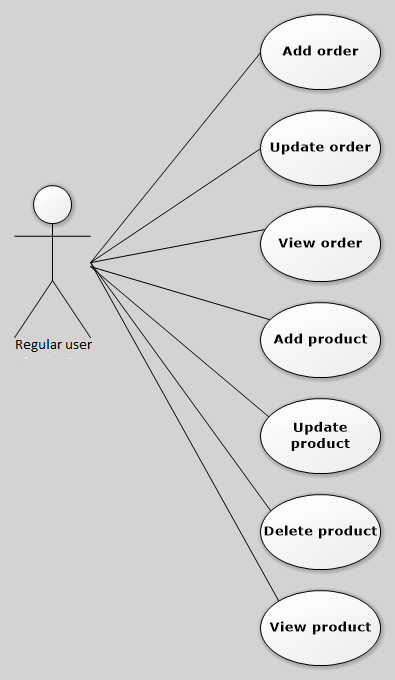 Add order
Update order
View order
Regular user
Add product
Update
product
Delete product
View product